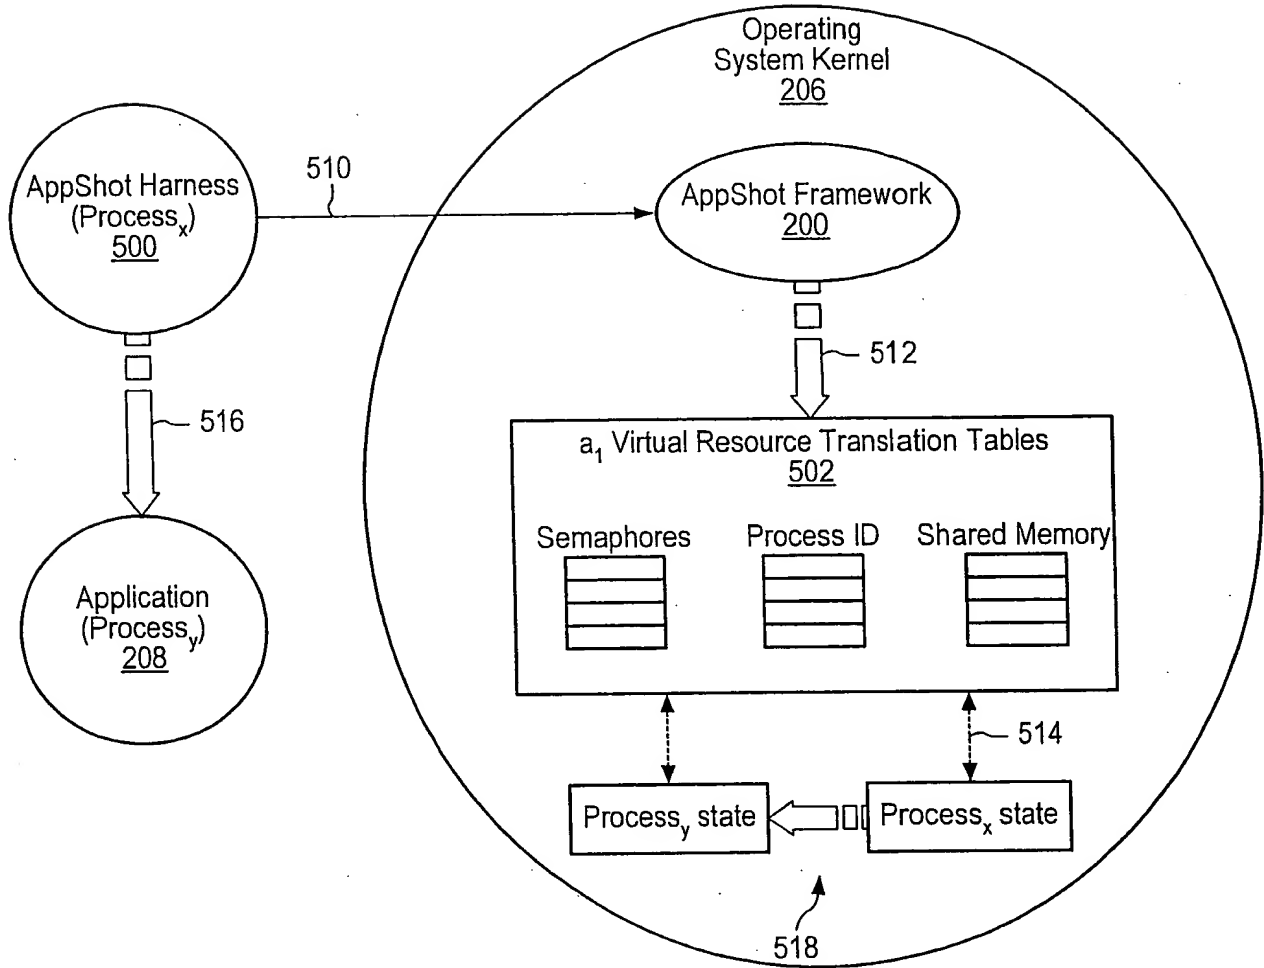 Operating
System Kernel
206
AppShot Harness
(Processx)
500
510
AppShot Framework
200
512
516
a1 Virtual Resource Translation Tables
502
Semaphores
Process ID
Shared Memory
Application
(Processy)
208
514
Processy state
Processx state
518